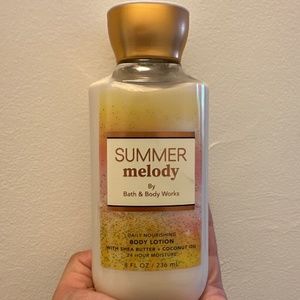 SUMMER
melody
By
Bath & Body Works
DAILY NOURISHING
BODY LOTION
WITH SHEA BUTTER + COCONUT OIL
24 HOUR MOISTURE
8 FL OZ / 236 mL